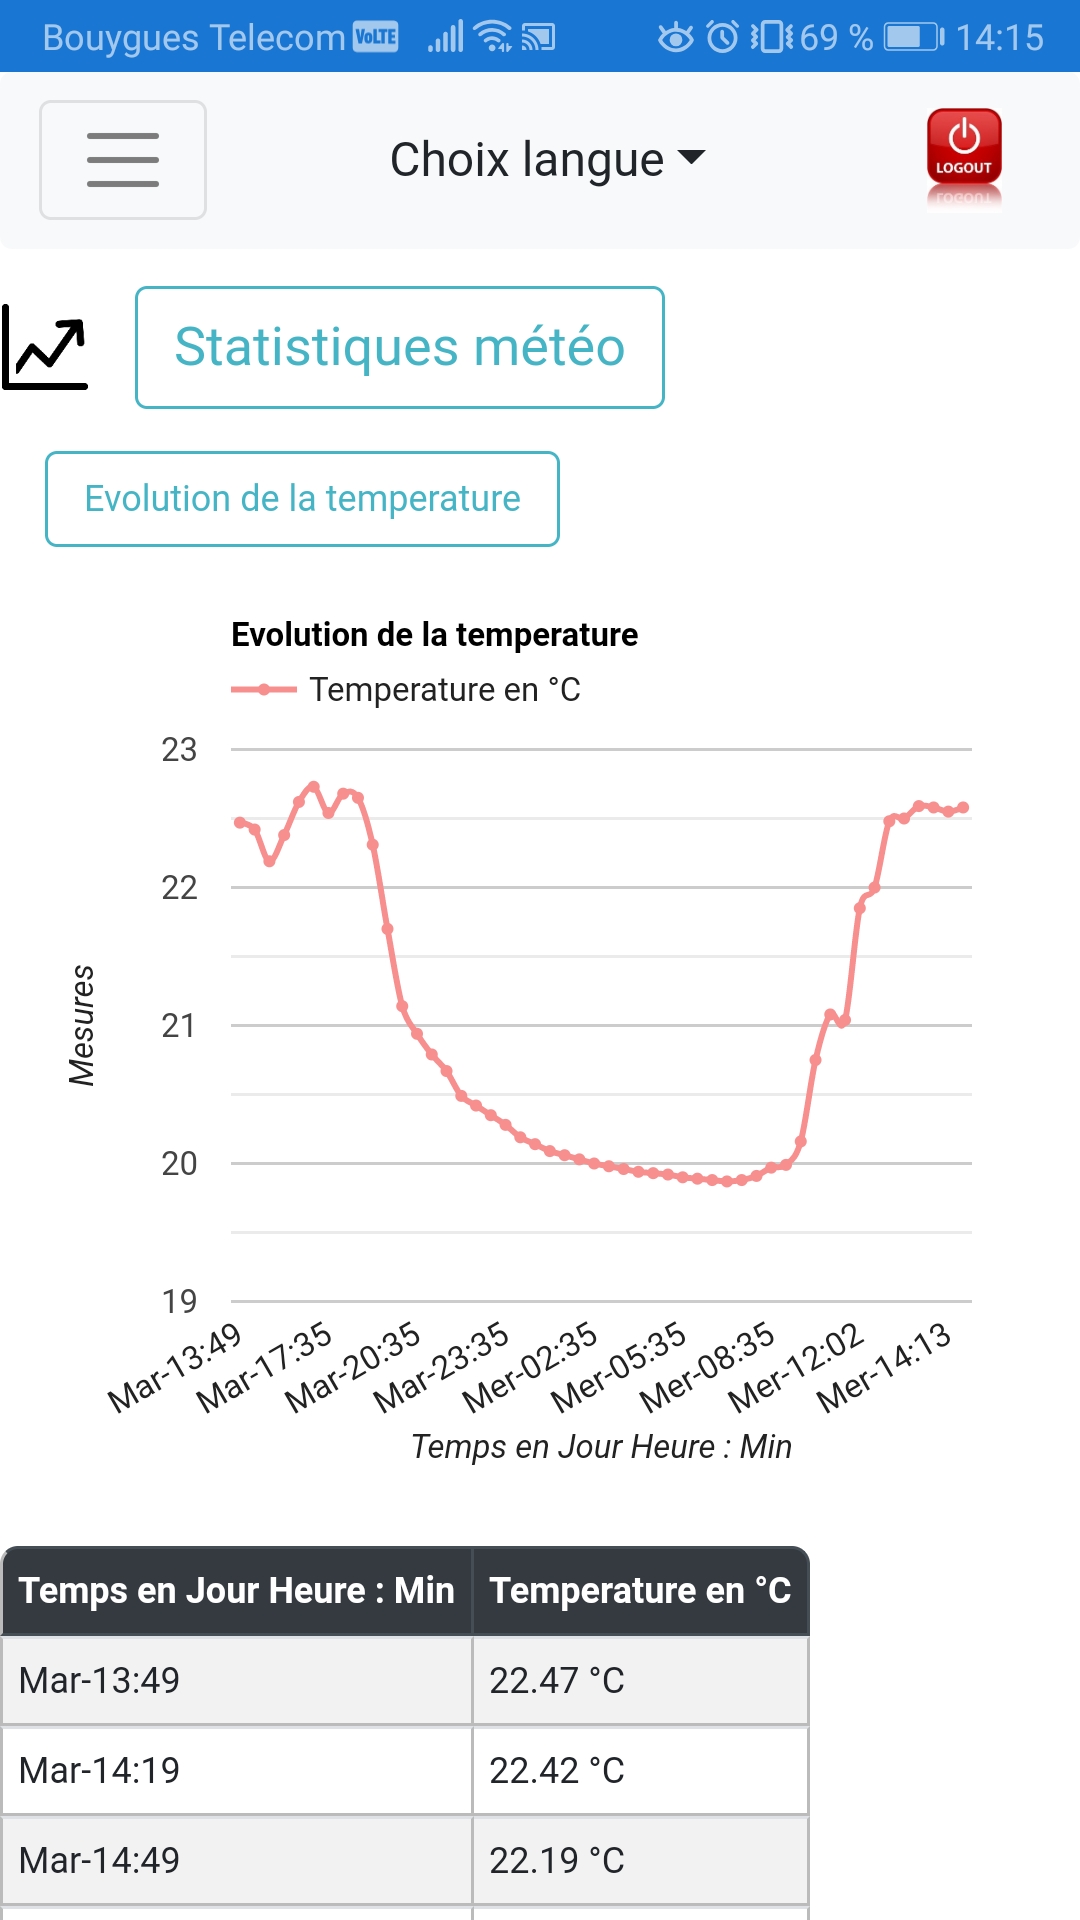 Bouygues Telecom VoLTE 69 % 14:15
Choix langue
LOGOUT
Statistiques météo
Evolution de la temperature
Evolution de la temperature
Temperature en °C
23
22
21
20
19
Mesures
Mar-13:49
Mar-17:35
Mar-20:35
Mar-23:35
Mer-02:35
Mer-05:35
Mer-08:35
Mer-12:02
Mer-14:13
Temps en Jour Heure : Min
Temps en Jour Heure : Min Temperature en °C
Mar-13:49 22.47 °C
Mar-14:19 22.42 °C
Mar-14:49 22.19 °C